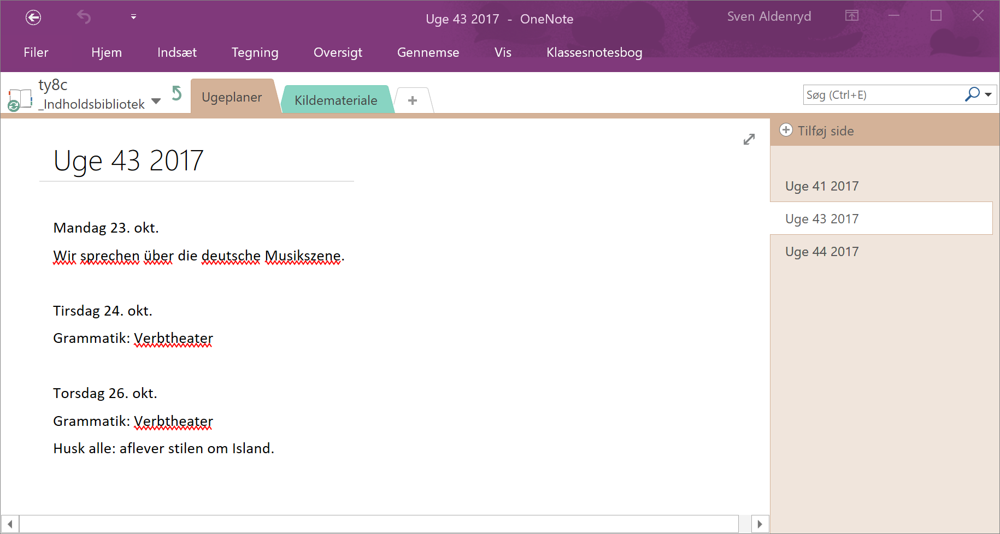 Uge 43 2017 - OneNote
Sven Aldenryd
Filer Hjem Indsæt Tegning Oversigt Gennemse Vis Klassesnotesbog
ty8c
_Indholdsbibliotek
Ugeplaner
Kildemateriale
Søg (Ctrl+E)
Tilføj side
Uge 43 2017
Mandag 23. okt.
Wir sprechen über die deutsche Musikszene.
Tirsdag 24. okt.
Grammatik: Verbtheater
Torsdag 26. okt.
Grammatik: Verbtheater
Husk alle: aflever stilen om Island.
Uge 41 2017
Uge 43 2017
Uge 44 2017